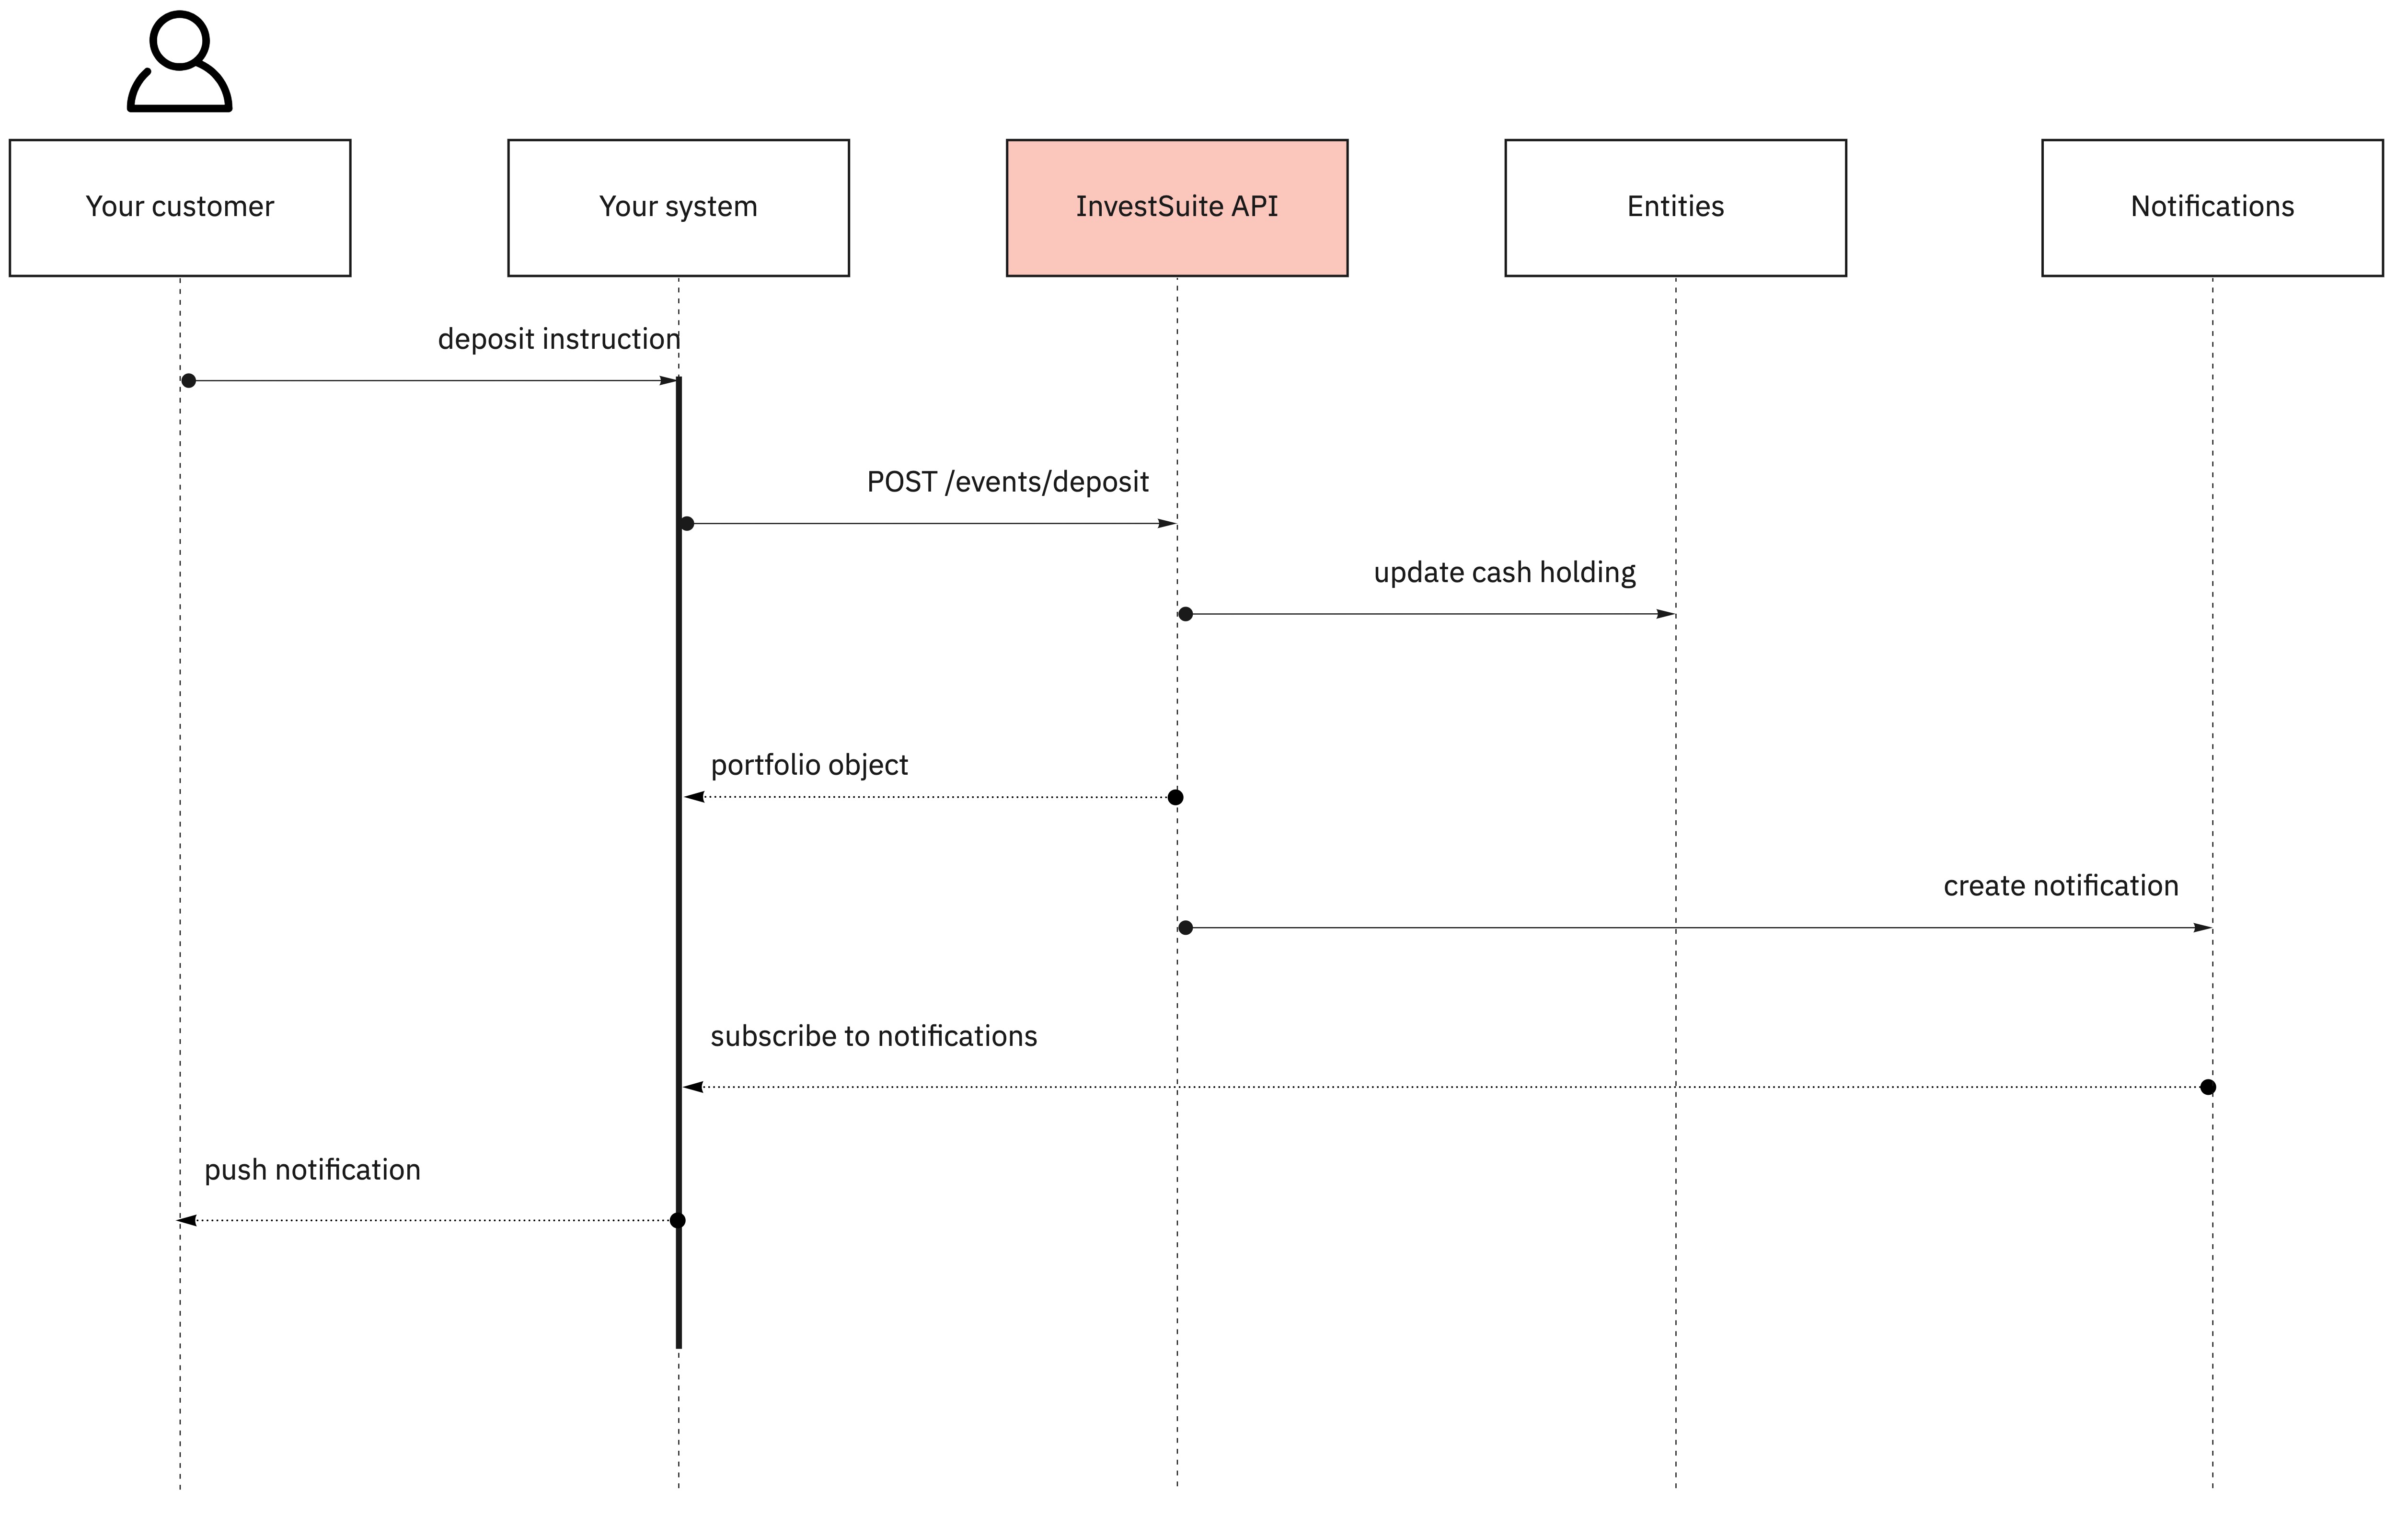 Your customer
Your system
InvestSuite API
Entities
Notifications
deposit instruction
POST /events/deposit
update cash holding
portfolio object
create notification
subscribe to notifications
push notification